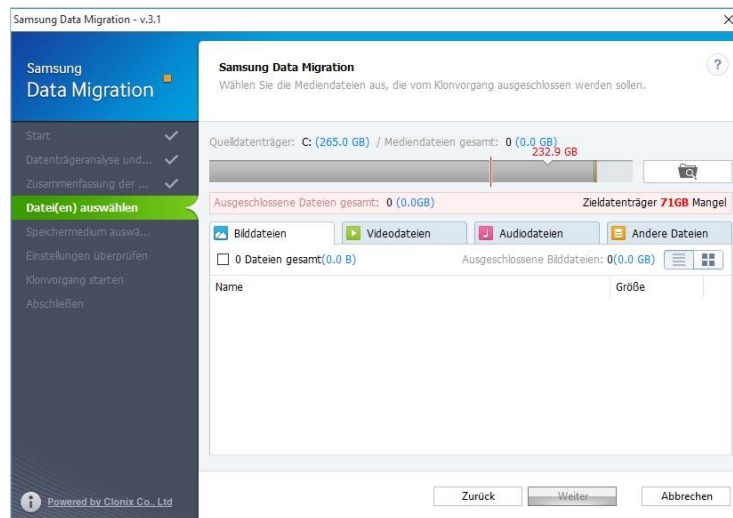 Samsung Data Migration - v.3.1
Samsung
Data Migration
Samsung Data Migration
Wählen Sie die Mediendateien aus, die vom Klonvorgang ausgeschlossen werden sollen.
?
Start
Datenträgeranalyse und...
Zusammenfassung der ...
Datei(en) auswählen
Speichermedium auswä...
Einstellungen überprüfen
Klonvorgang starten
Abschließen
Quelldatenträger: C: (265.0 GB) / Mediendateien gesamt: 0 (0.0 GB)
232.9 GB
Ausgeschlossene Dateien gesamt: 0 (0.0GB)
Zieldatenträger 71GB Mangel
Bilddateien
Videodateien
Audiodateien
Andere Dateien
0 Dateien gesamt(0.0 B)
Ausgeschlossene Bilddateien: 0(0.0 GB)
Name
Größe
Powered by Clonix Co., Ltd
Zurück
Weiter
Abbrechen